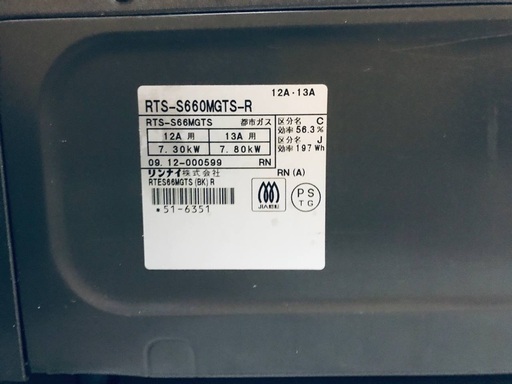 12A・13A
RTS-S660MGTS-R
RTS-S66MGTS 都市ガス
区分名 C
効率 56.3%
12A 用 13A 用
区分名 J
7.30kW 7.80kW
効率 197 Wh
09.12-000599 RN
リンナイ株式会社 RN(A)
RTES66MGTS(BK)R
JIA
PS
TG
*51-6351